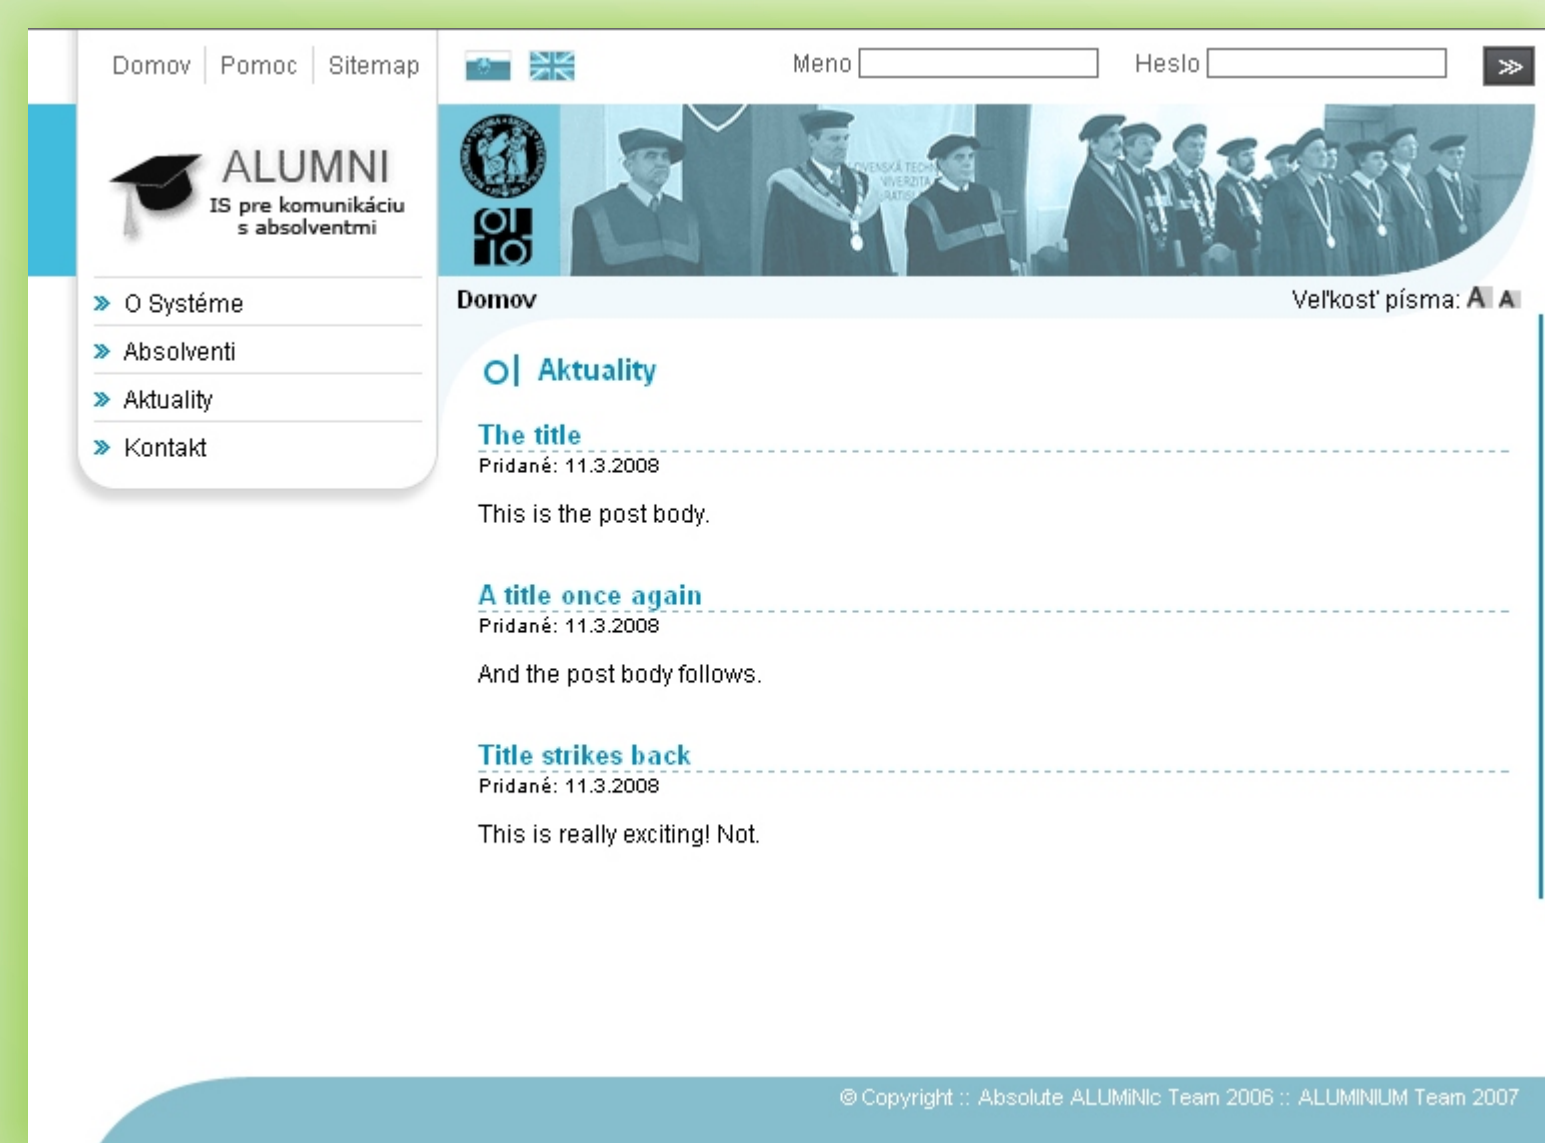 Domov Pomoc Sitemap
Meno Heslo
ALUMNI
IS pre komunikáciu
s absolventmi
O Systéme
Absolventi
Aktuality
Kontakt
Domov
Veľkosť písma: A A
Aktuality
The title
Pridané: 11.3.2008
This is the post body.
A title once again
Pridané: 11.3.2008
And the post body follows.
Title strikes back
Pridané: 11.3.2008
This is really exciting! Not.
© Copyright :: Absolute ALUMiNIc Team 2006 :: ALUMINIUM Team 2007